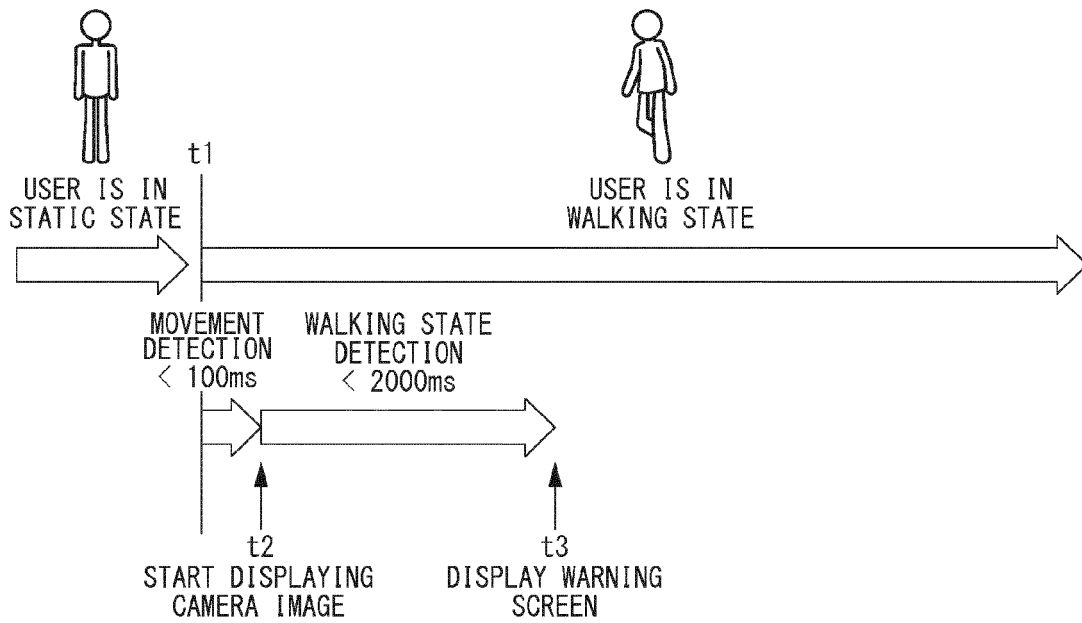 t1
USER IS IN
STATIC STATE
USER IS IN
WALKING STATE
MOVEMENT
DETECTION
< 100ms
WALKING STATE
DETECTION
< 2000ms
t2
START DISPLAYING
CAMERA IMAGE
t3
DISPLAY WARNING
SCREEN